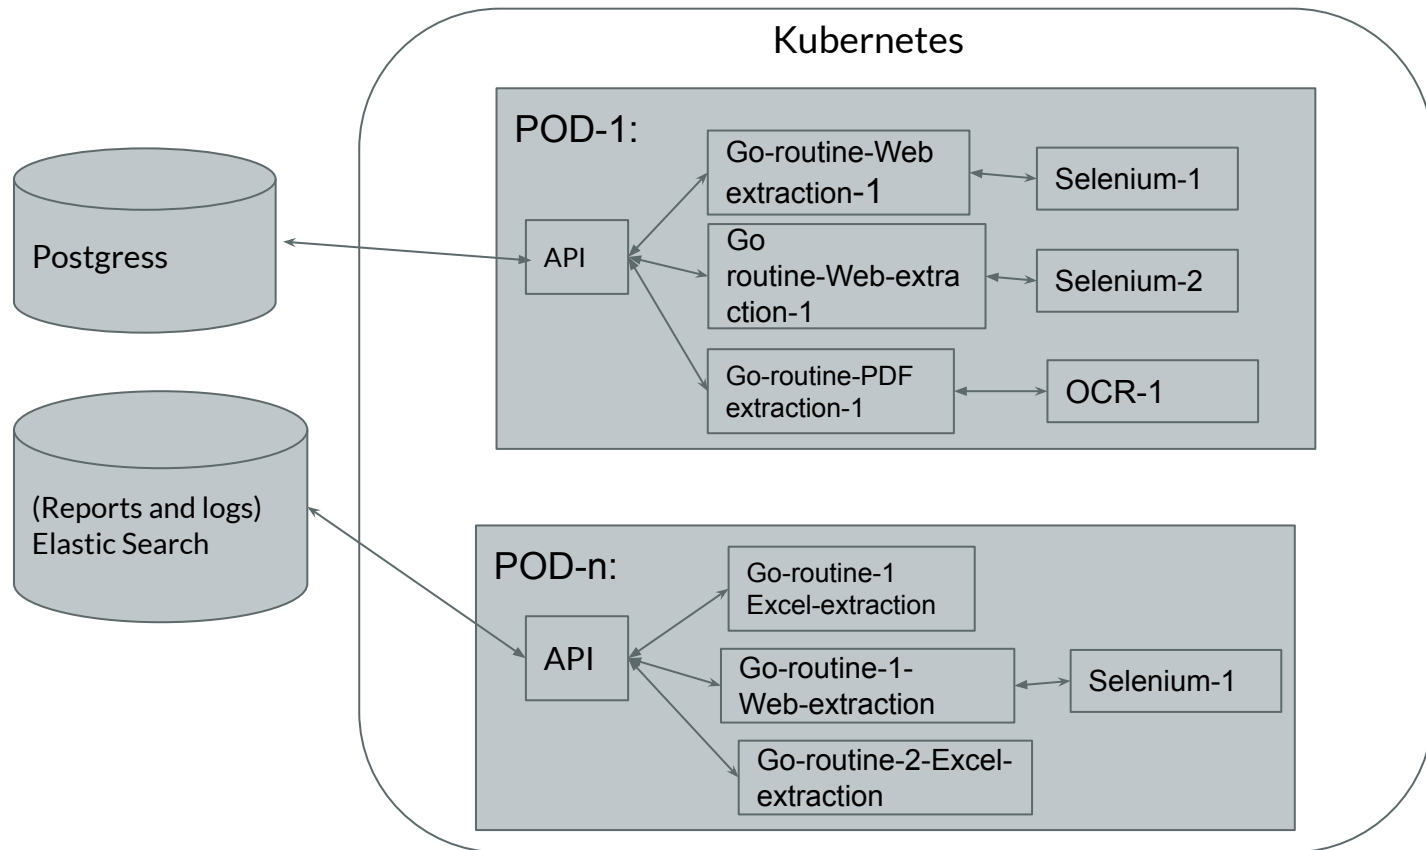 Kubernetes
POD-1:
Go-routine-Web
extraction-1
Selenium-1
Postgress
API
Go
routine-Web-extra
ction-1
Selenium-2
Go-routine-PDF
extraction-1
OCR-1
(Reports and logs)
Elastic Search
POD-n:
Go-routine-1
Excel-extraction
API
Go-routine-1-
Web-extraction
Selenium-1
Go-routine-2-Excel-
extraction